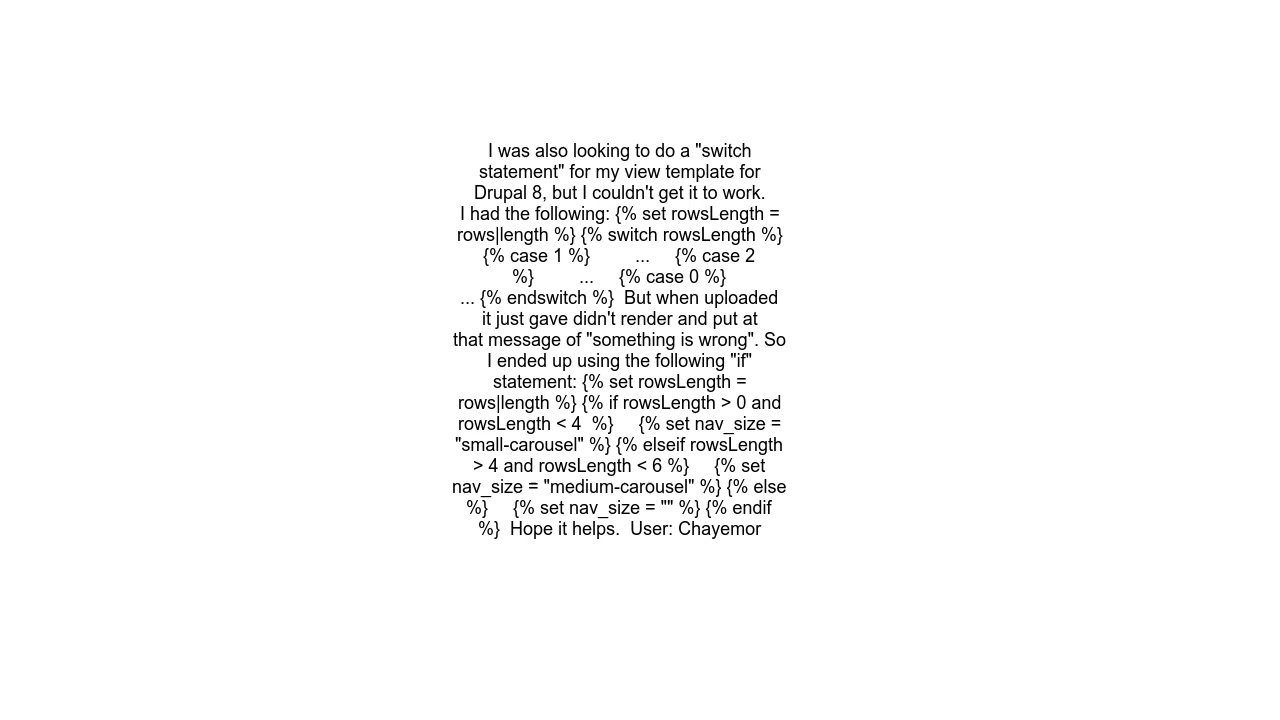 I was also looking to do a "switch
statement" for my view template for
Drupal 8, but I couldn't get it to work.
I had the following: {% set rowsLength =
rows|length %} {% switch rowsLength %}
{% case 1 %}         ...     {% case 2
%}         ...     {% case 0 %}
... {% endswitch %}  But when uploaded
it just gave didn't render and put at
that message of "something is wrong". So
I ended up using the following "if"
statement: {% set rowsLength =
rows|length %} {% if rowsLength > 0 and
rowsLength < 4  %}     {% set nav_size =
"small-carousel" %} {% elseif rowsLength
> 4 and rowsLength < 6 %}     {% set
nav_size = "medium-carousel" %} {% else
%}     {% set nav_size = "" %} {% endif
%}  Hope it helps.  User: Chayemor